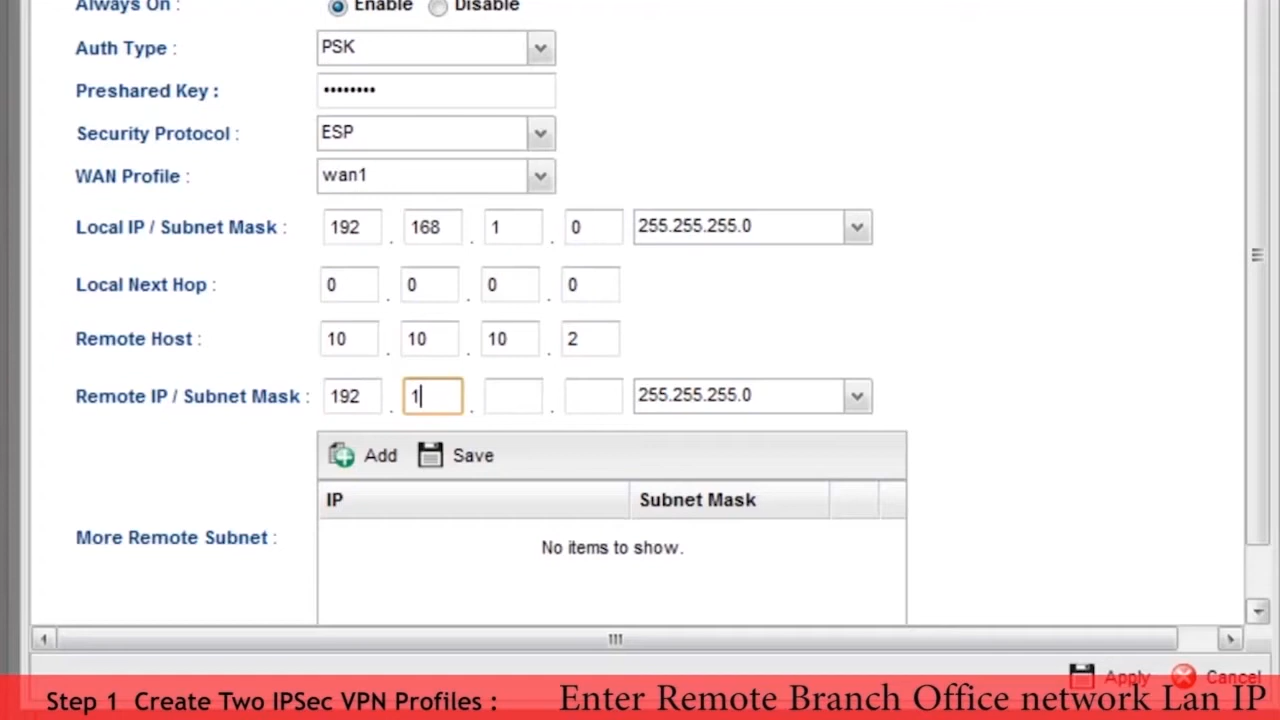 Always On : Enable Disable
Auth Type : PSK
Preshared Key : ••••••••
Security Protocol : ESP
WAN Profile : wan1
Local IP / Subnet Mask : 192 . 168 . 1 . 0 255.255.255.0
Local Next Hop : 0 . 0 . 0 . 0
Remote Host : 10 . 10 . 10 . 2
Remote IP / Subnet Mask : 192 . 1 . . 255.255.255.0
Add Save
IP Subnet Mask
More Remote Subnet : No items to show.
Apply Cancel
Step 1 Create Two IPSec VPN Profiles : Enter Remote Branch Office network Lan IP